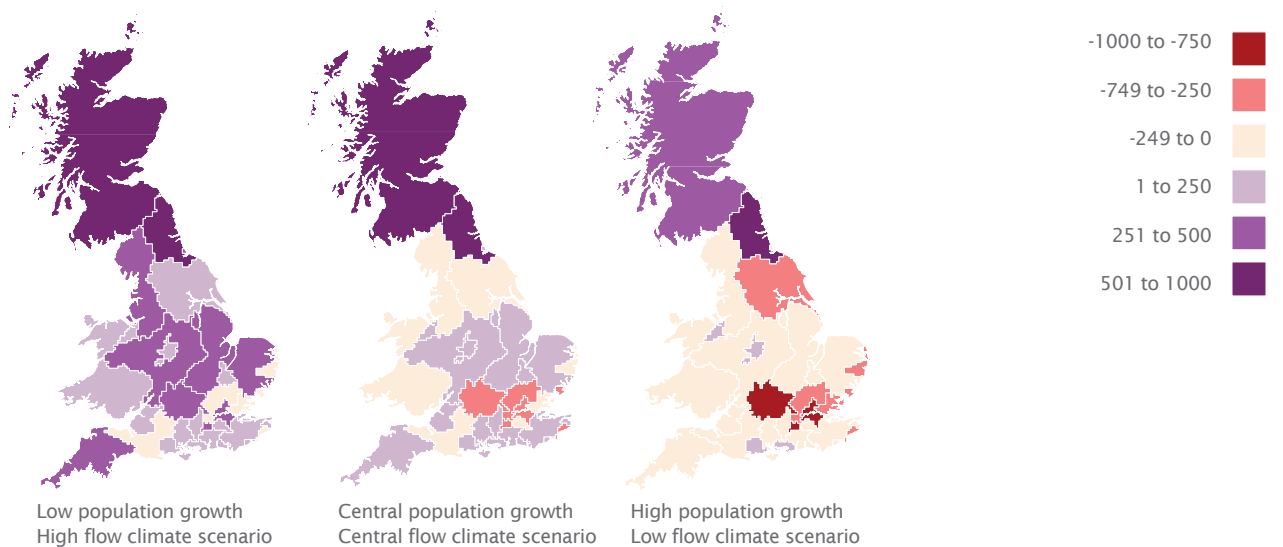 -1000 to -750
-749 to -250
-249 to 0
1 to 250
251 to 500
501 to 1000
Low population growth
High flow climate scenario
Central population growth
Central flow climate scenario
High population growth
Low flow climate scenario